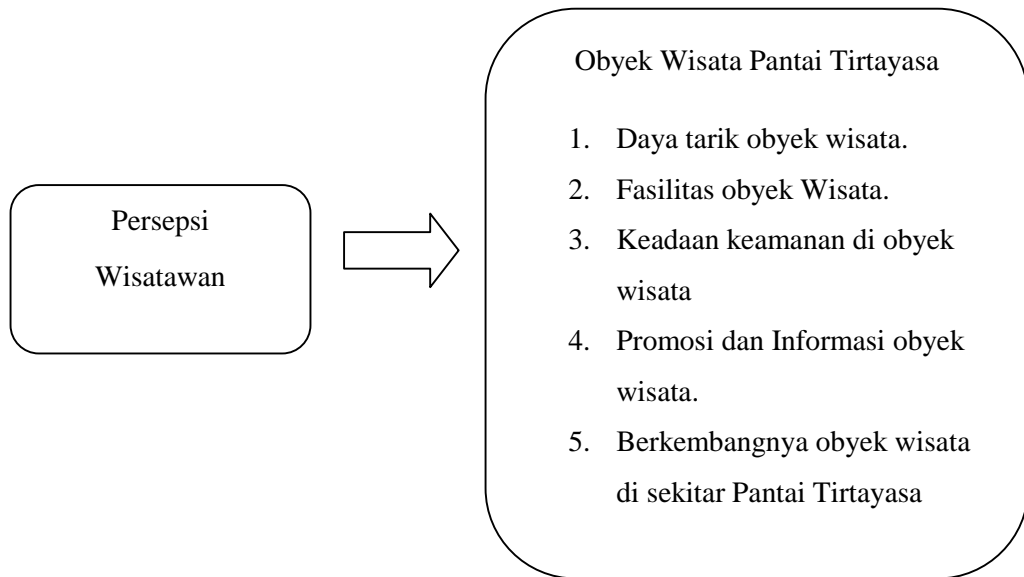 Persepsi
Wisatawan
Obyek Wisata Pantai Tirtayasa
1. Daya tarik obyek wisata.
2. Fasilitas obyek Wisata.
3. Keadaan keamanan di obyek
wisata
4. Promosi dan Informasi obyek
wisata.
5. Berkembangnya obyek wisata
di sekitar Pantai Tirtayasa